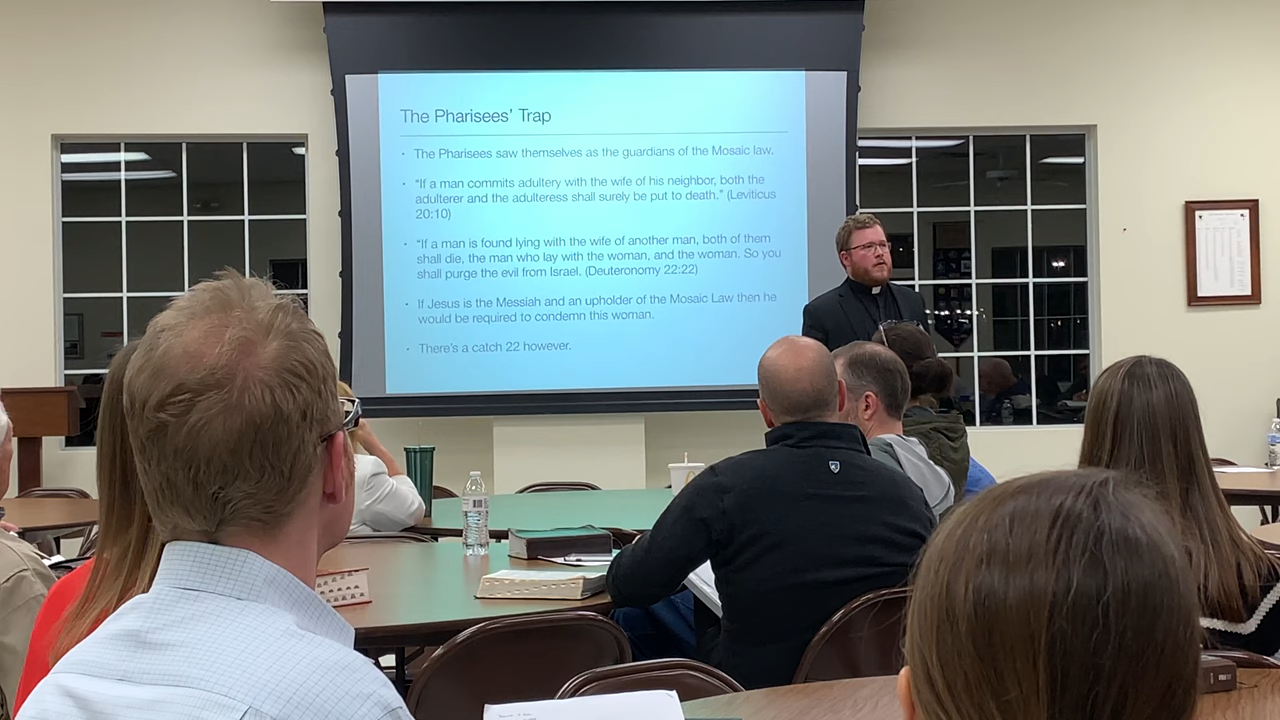 The Pharisees' Trap
· The Pharisees saw themselves as the guardians of the Mosaic law.
· “If a man commits adultery with the wife of his neighbor, both the
adulterer and the adulteress shall surely be put to death.” (Leviticus
20:10)
· “If a man is found lying with the wife of another man, both of them
shall die, the man who lay with the woman, and the woman. So you
shall purge the evil from Israel. (Deuteronomy 22:22)
· If Jesus is the Messiah and an upholder of the Mosaic Law then he
would be required to condemn this woman.
· There's a catch 22 however.